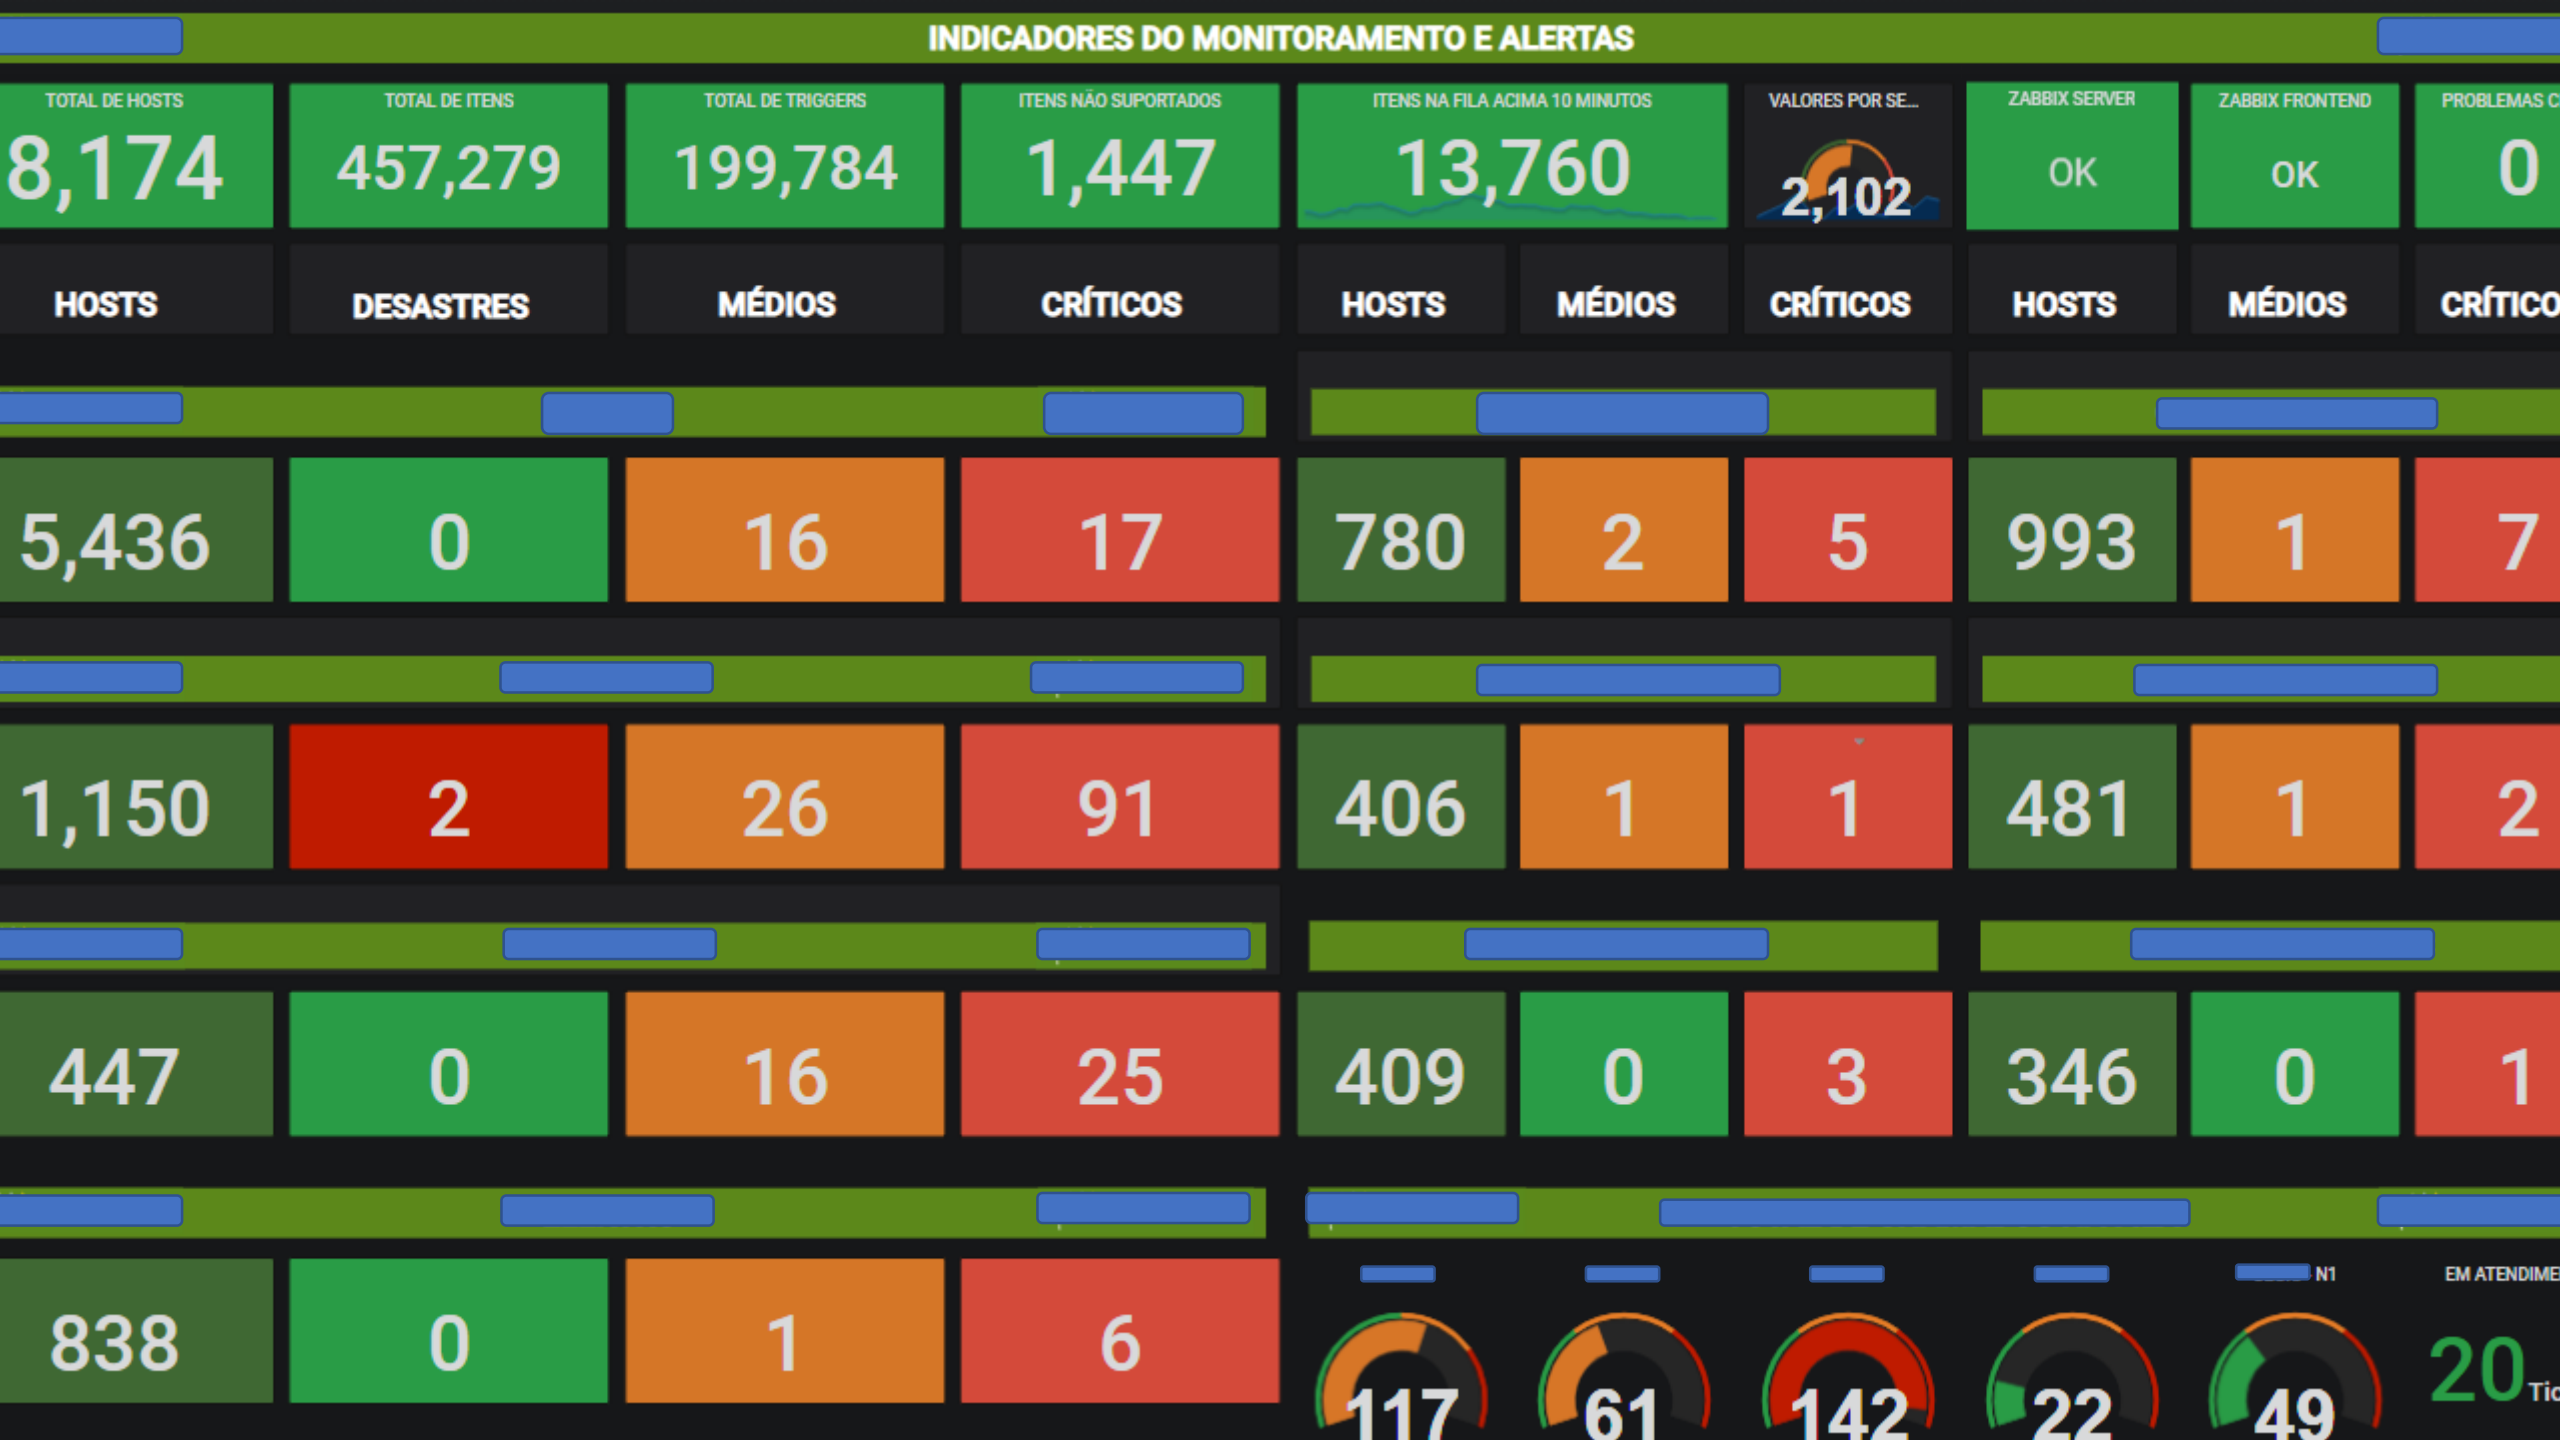 INDICADORES DO MONITORAMENTO E ALERTAS
TOTAL DE HOSTS TOTAL DE ITENS TOTAL DE TRIGGERS ITENS NÃO SUPORTADOS ITENS NA FILA ACIMA 10 MINUTOS VALORES POR SE... ZABBIX SERVER ZABBIX FRONTEND PROBLEMAS
8,174 457,279 199,784 1,447 13,760 2,102 OK OK 0
HOSTS DESASTRES MÉDIOS CRÍTICOS HOSTS MÉDIOS CRÍTICOS HOSTS MÉDIOS CRÍTICO
5,436 0 16 17 780 2 5 993 1 7
1,150 2 26 91 406 1 1 481 1 2
447 0 16 25 409 0 3 346 0 1
N1 EM ATENDIME
838 0 1 6 117 61 142 22 49 20 Tic